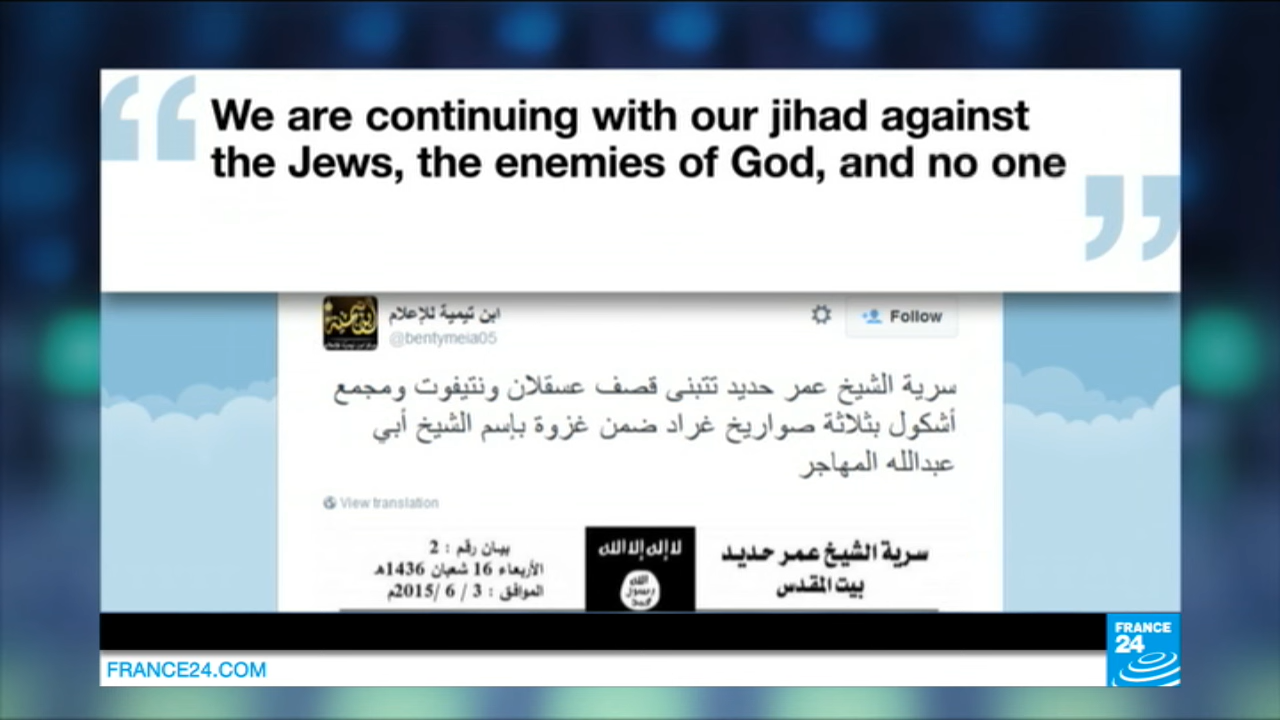 We are continuing with our jihad against
the Jews, the enemies of God, and no one
ابن تيمية للإعلام
@bentymeia05
Follow
سرية الشيخ عمر حديد تتبنى قصف عسقلان ونتيفوت ومجمع
أشكول بثلاثة صواريخ غراد ضمن غزوة بإسم الشيخ أبي
عبدالله المهاجر
View translation
سرية الشيخ عمر حديد
بيت المقدس
لا إله إلا الله
الله
رسول
محمد
بيان رقم : 2
الأربعاء 16 شعبان 1436هـ
الموافق : 3 / 6 /2015م
FRANCE24.COM
FRANCE
24